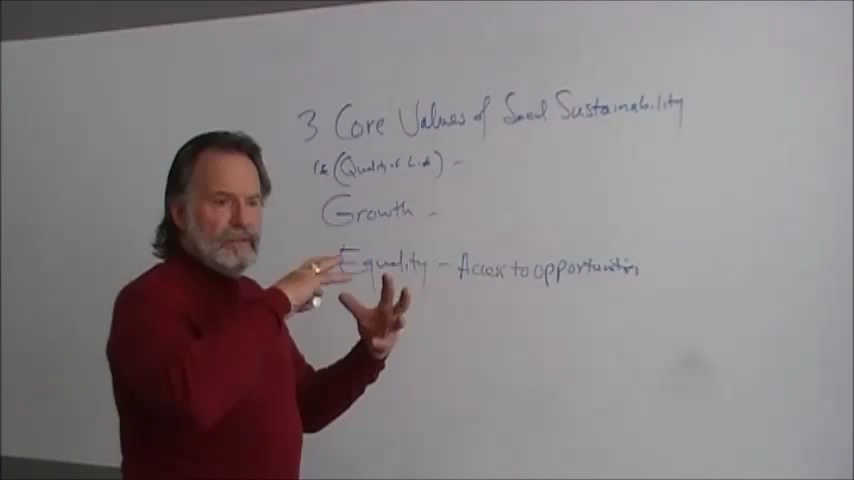 3 Core Values of Social Sustainability
(Quality of Life) -
Growth -
Equality - Access to opportunities